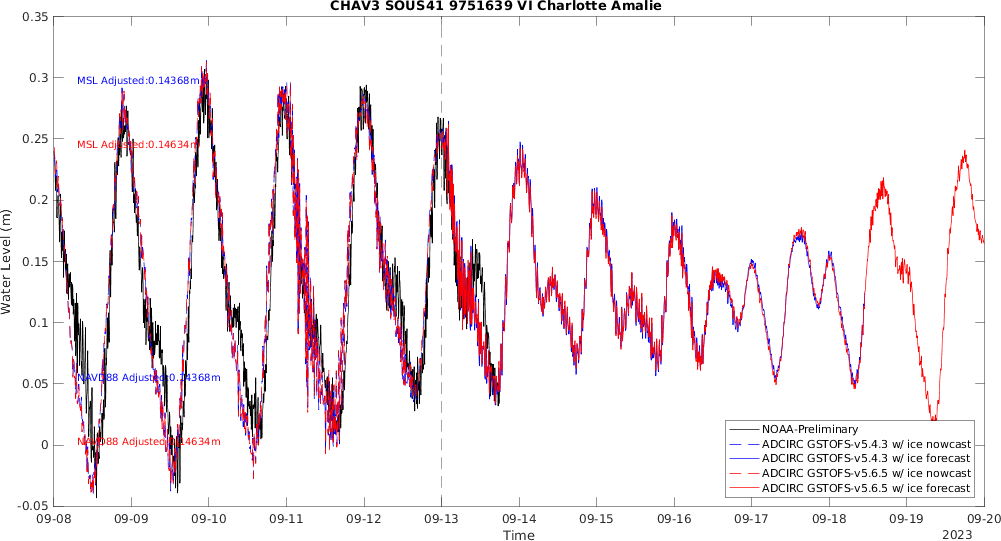 CHAV3 SOUS41 9751639 VI Charlotte Amalie
0.35
0.3
0.25
0.2
0.15
0.1
0.05
0
-0.05
Water Level (m)
MSL Adjusted:0.14368m
MSL Adjusted:0.14634m
NAVD88 Adjusted:0.14368m
NAVD88 Adjusted:0.14634m
NOAA-Preliminary
ADCIRC GSTOFS-v5.4.3 w/ ice nowcast
ADCIRC GSTOFS-v5.4.3 w/ ice forecast
ADCIRC GSTOFS-v5.6.5 w/ ice nowcast
ADCIRC GSTOFS-v5.6.5 w/ ice forecast
09-08 09-09 09-10 09-11 09-12 09-13 09-14 09-15 09-16 09-17 09-18 09-19 09-20
Time
2023